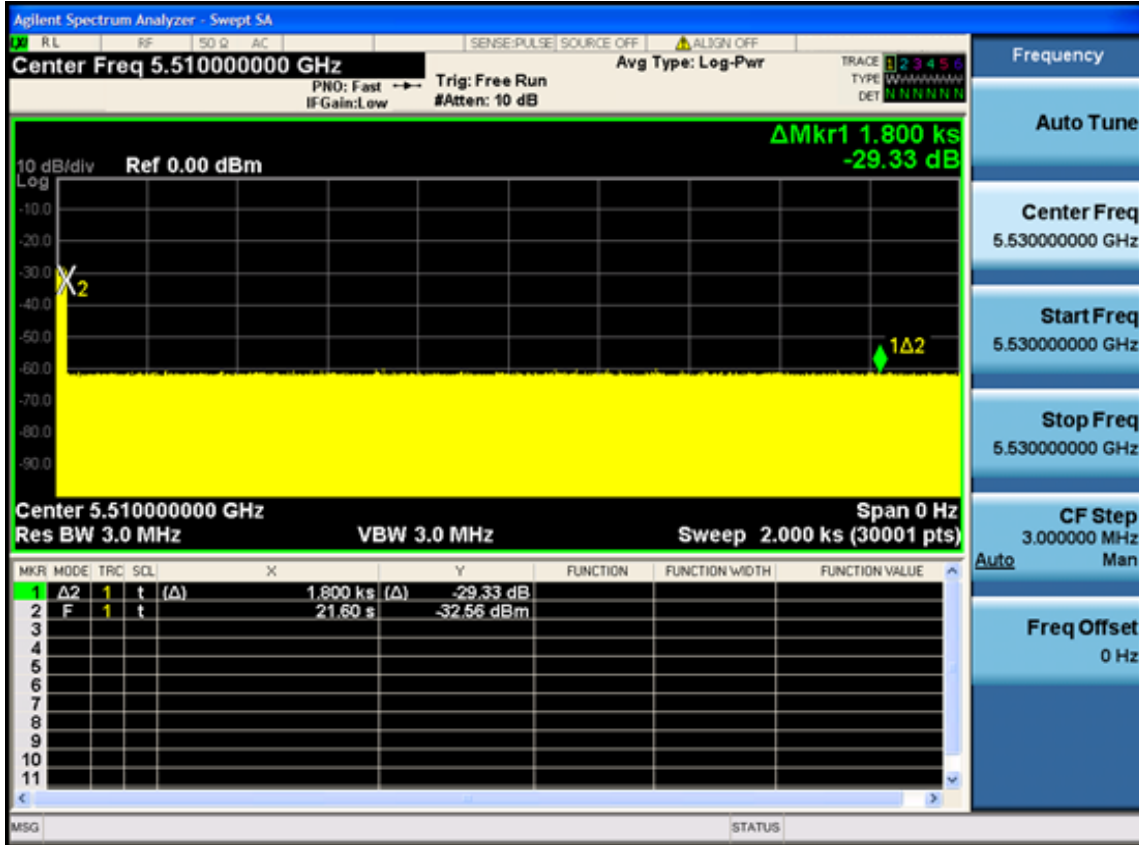 Agilent Spectrum Analyzer - Swept SA
LXI RL RF 50 Ω AC SENSE:PULSE SOURCE OFF ALIGN OFF
Center Freq 5.510000000 GHz
PNO: Fast
IFGain:Low
Trig: Free Run
#Atten: 10 dB
Avg Type: Log-Pwr
TRACE 1 2 3 4 5 6
TYPE WWWWWW
DET N N N N N N
ΔMkr1 1.800 ks
-29.33 dB
10 dB/div Ref 0.00 dBm
Log
-10.0
-20.0
-30.0
-40.0
-50.0
-60.0
-70.0
-80.0
-90.0
X2
1Δ2
Center 5.510000000 GHz Span 0 Hz
Res BW 3.0 MHz VBW 3.0 MHz Sweep 2.000 ks (30001 pts)
MKR MODE TRC SCL X Y FUNCTION FUNCTION WIDTH FUNCTION VALUE
1 Δ2 1 t (Δ) 1.800 ks (Δ) -29.33 dB
2 F 1 t 21.60 s -32.56 dBm
3
4
5
6
7
8
9
10
11
MSG STATUS
Frequency
Auto Tune
Center Freq
5.530000000 GHz
Start Freq
5.530000000 GHz
Stop Freq
5.530000000 GHz
CF Step
3.000000 MHz
Auto Man
Freq Offset
0 Hz